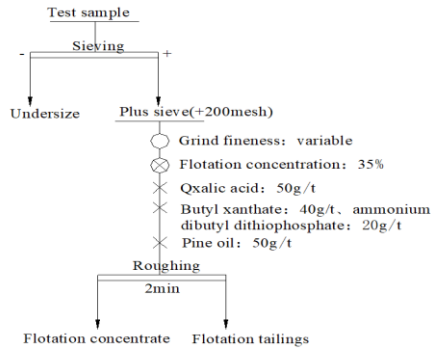 Test sample
Sieving
- +
Undersize Plus sieve(+200mesh)
Grind fineness: variable
Flotation concentration: 35%
Qxalic acid: 50g/t
Butyl xanthate: 40g/t、ammonium
dibutyl dithiophosphate: 20g/t
Pine oil: 50g/t
Roughing
2min
Flotation concentrate Flotation tailings